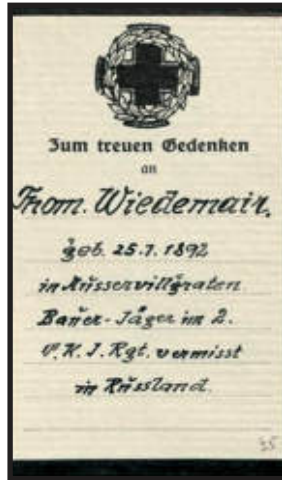 Zum treuen Gedenken
an
Thom. Wiedemair,
geb. 25.7.1892
in Ausservillgraten
Bauer-Jäger im 2.
T.K.J. Rgt. vermisst
in Russland.
35